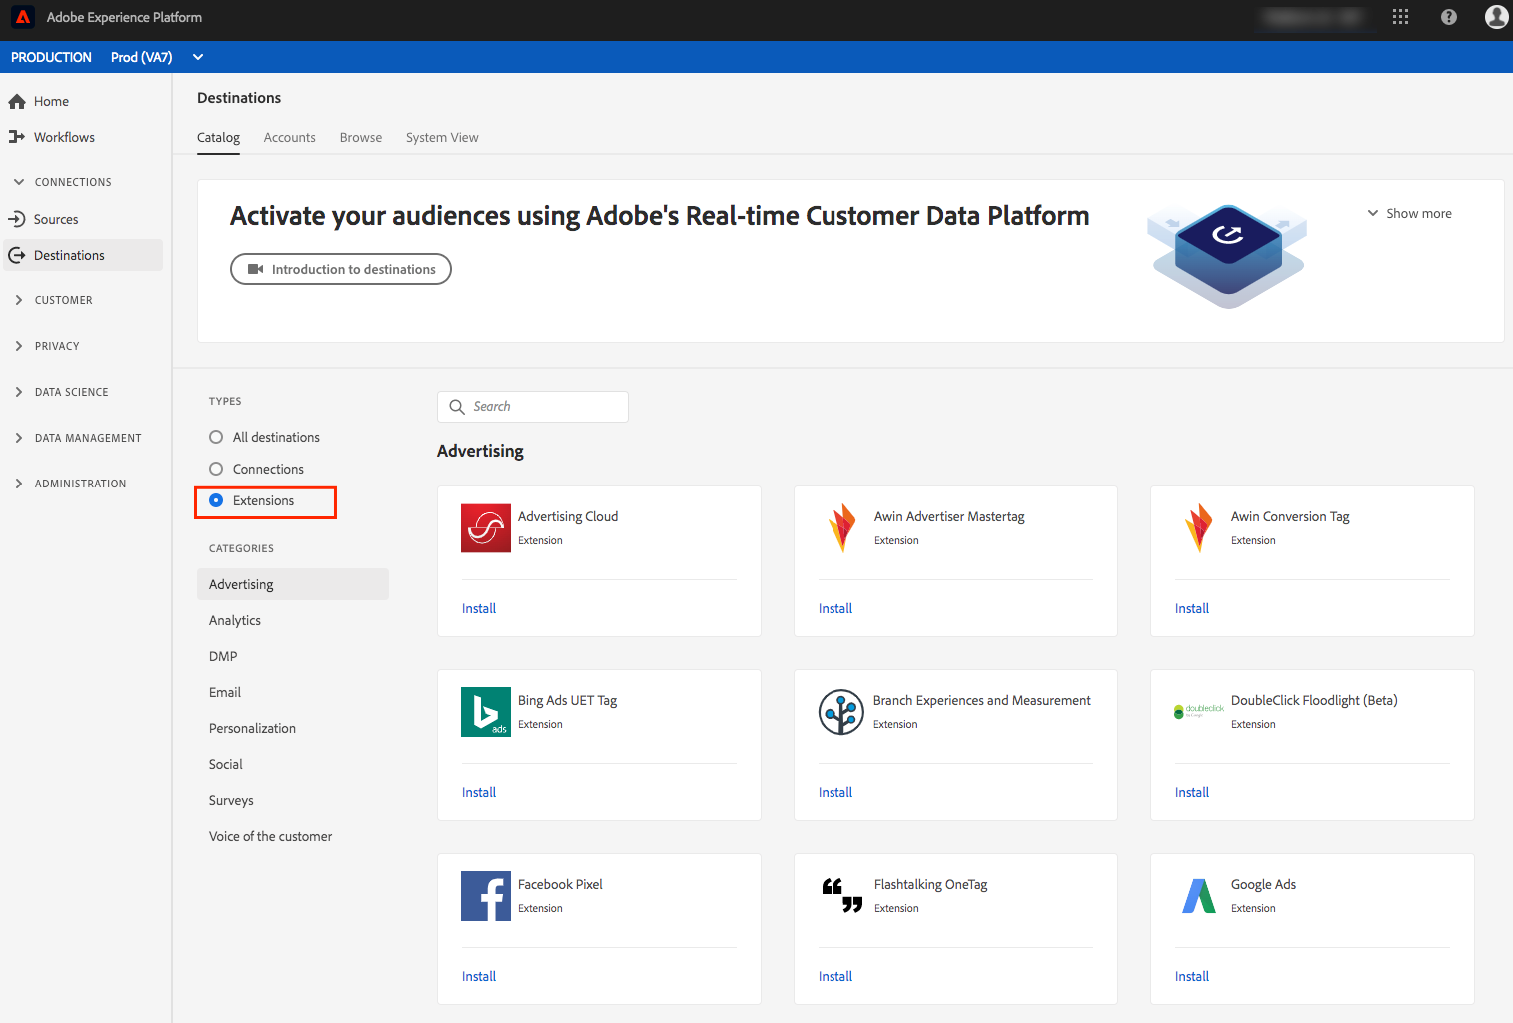 Adobe Experience Platform
PRODUCTION Prod (VA7)
Home
Workflows
CONNECTIONS
Sources
Destinations
CUSTOMER
PRIVACY
DATA SCIENCE
DATA MANAGEMENT
ADMINISTRATION
Destinations
Catalog Accounts Browse System View
Activate your audiences using Adobe's Real-time Customer Data Platform
Show more
Introduction to destinations
TYPES
All destinations
Connections
Extensions
CATEGORIES
Advertising
Analytics
DMP
Email
Personalization
Social
Surveys
Voice of the customer
Search
Advertising
Advertising Cloud
Extension
Install
Awin Advertiser Mastertag
Extension
Install
Awin Conversion Tag
Extension
Install
ads
Bing Ads UET Tag
Extension
Install
Branch Experiences and Measurement
Extension
Install
doubleclick
DoubleClick Floodlight (Beta)
Extension
Install
Facebook Pixel
Extension
Install
Flashtalking OneTag
Extension
Install
Google Ads
Extension
Install